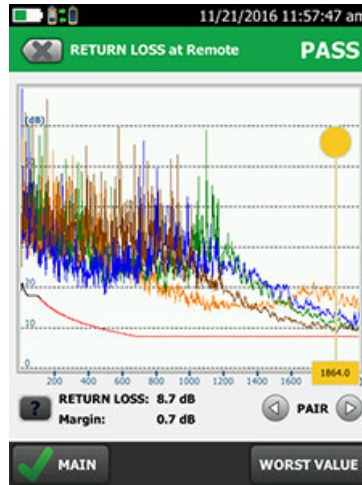 11/21/2016 11:57:47 am
RETURN LOSS at Remote PASS
(dB)
20
10
0
200 400 600 800 1000 1200 1400 1600 1864.0
? RETURN LOSS: 8.7 dB
Margin: 0.7 dB
PAIR
MAIN WORST VALUE